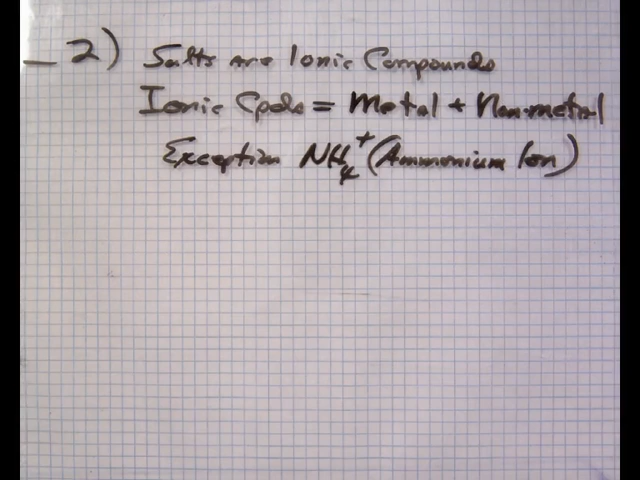 _ 2) Salts are Ionic Compounds
Ionic Cpds = Metal + Non-metal
Exception NH₄⁺ (Ammonium Ion)